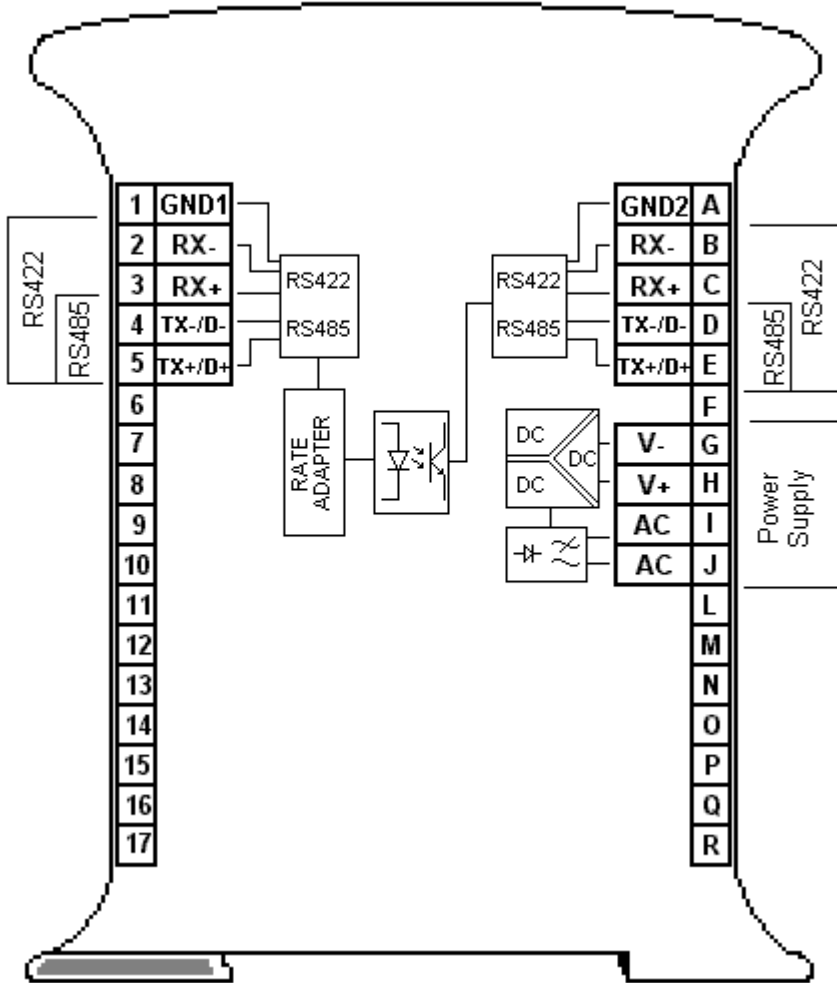 1 GND1
2 RX-
3 RX+
4 TX-/D-
5 TX+/D+
6
7
8
9
10
11
12
13
14
15
16
17
RS422
RS485
RS422
RS485
RATE
ADAPTER
RS422
RS485
DC
DC
DC
GND2 A
RX- B
RX+ C
TX-/D- D
TX+/D+ E
F
V- G
V+ H
AC I
AC J
L
M
N
O
P
Q
R
RS485
RS422
Power
Supply